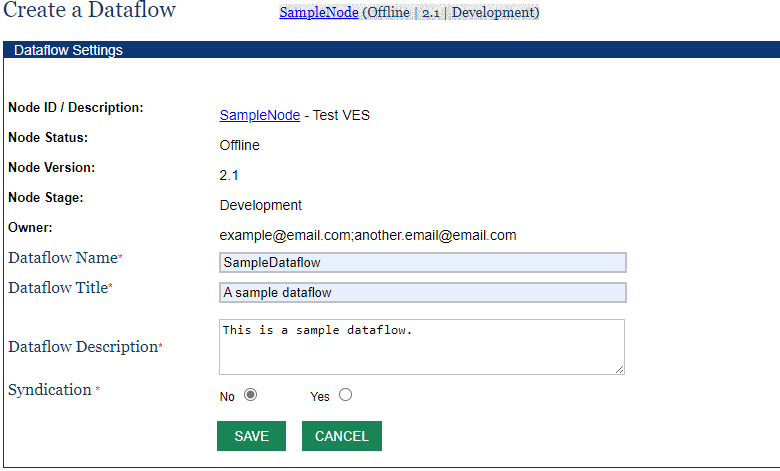 Create a Dataflow
SampleNode (Offline | 2.1 | Development)
Dataflow Settings
Node ID / Description: SampleNode - Test VES
Node Status: Offline
Node Version: 2.1
Node Stage: Development
Owner: example@email.com;another.email@email.com
Dataflow Name* SampleDataflow
Dataflow Title* A sample dataflow
Dataflow Description* This is a sample dataflow.
Syndication * No Yes
SAVE CANCEL